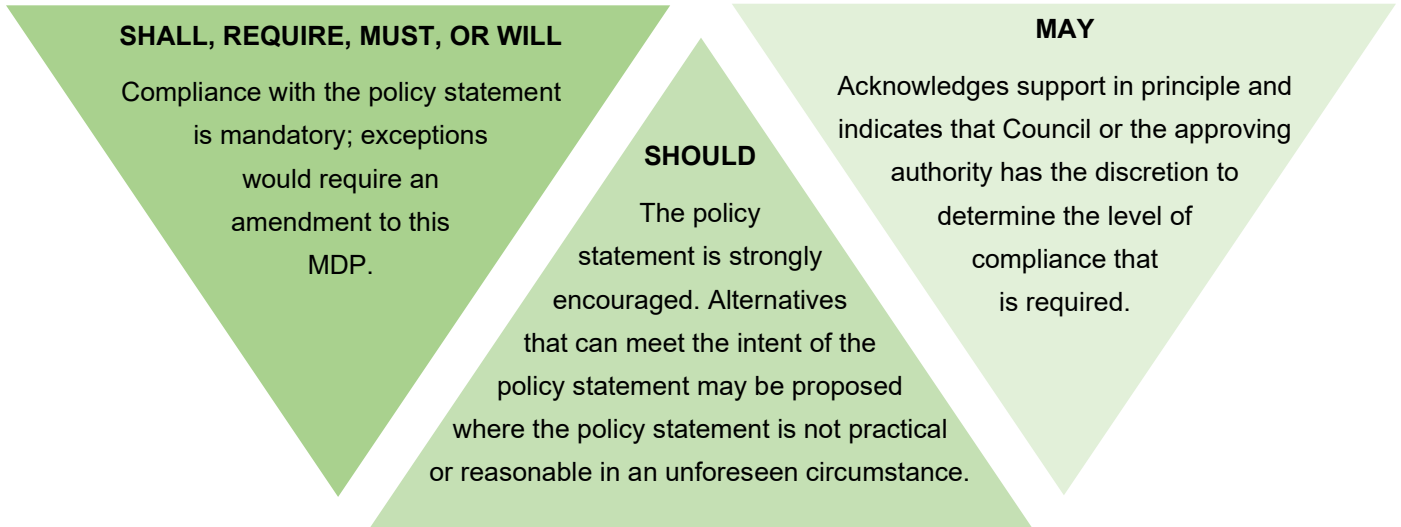 SHALL, REQUIRE, MUST, OR WILL
Compliance with the policy statement
is mandatory; exceptions
would require an
amendment to this
MDP.
SHOULD
The policy
statement is strongly
encouraged. Alternatives
that can meet the intent of the
policy statement may be proposed
where the policy statement is not practical
or reasonable in an unforeseen circumstance.
MAY
Acknowledges support in principle and
indicates that Council or the approving
authority has the discretion to
determine the level of
compliance that
is required.